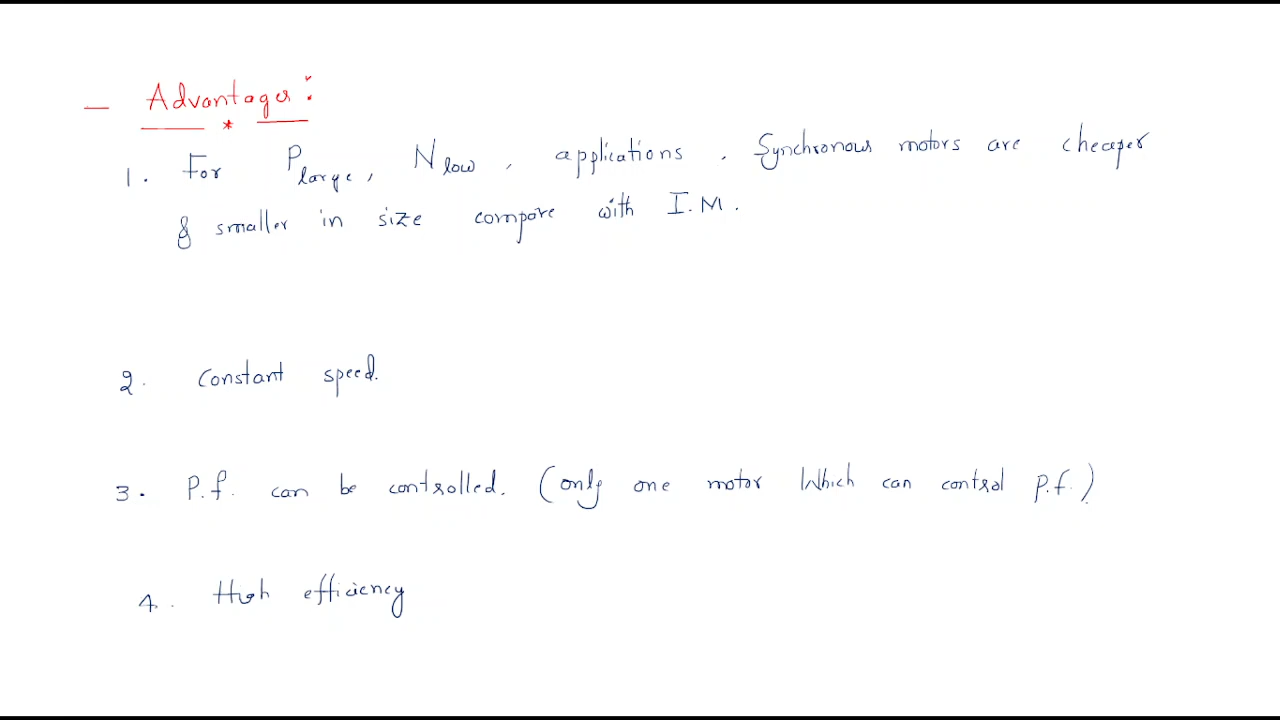 — Advantages :
1. For P large, N low, applications, Synchronous motors are cheaper
& smaller in size compare with I.M.
2. Constant speed.
3. P.f. can be controlled. (only one motor which can control p.f.)
4. High efficiency